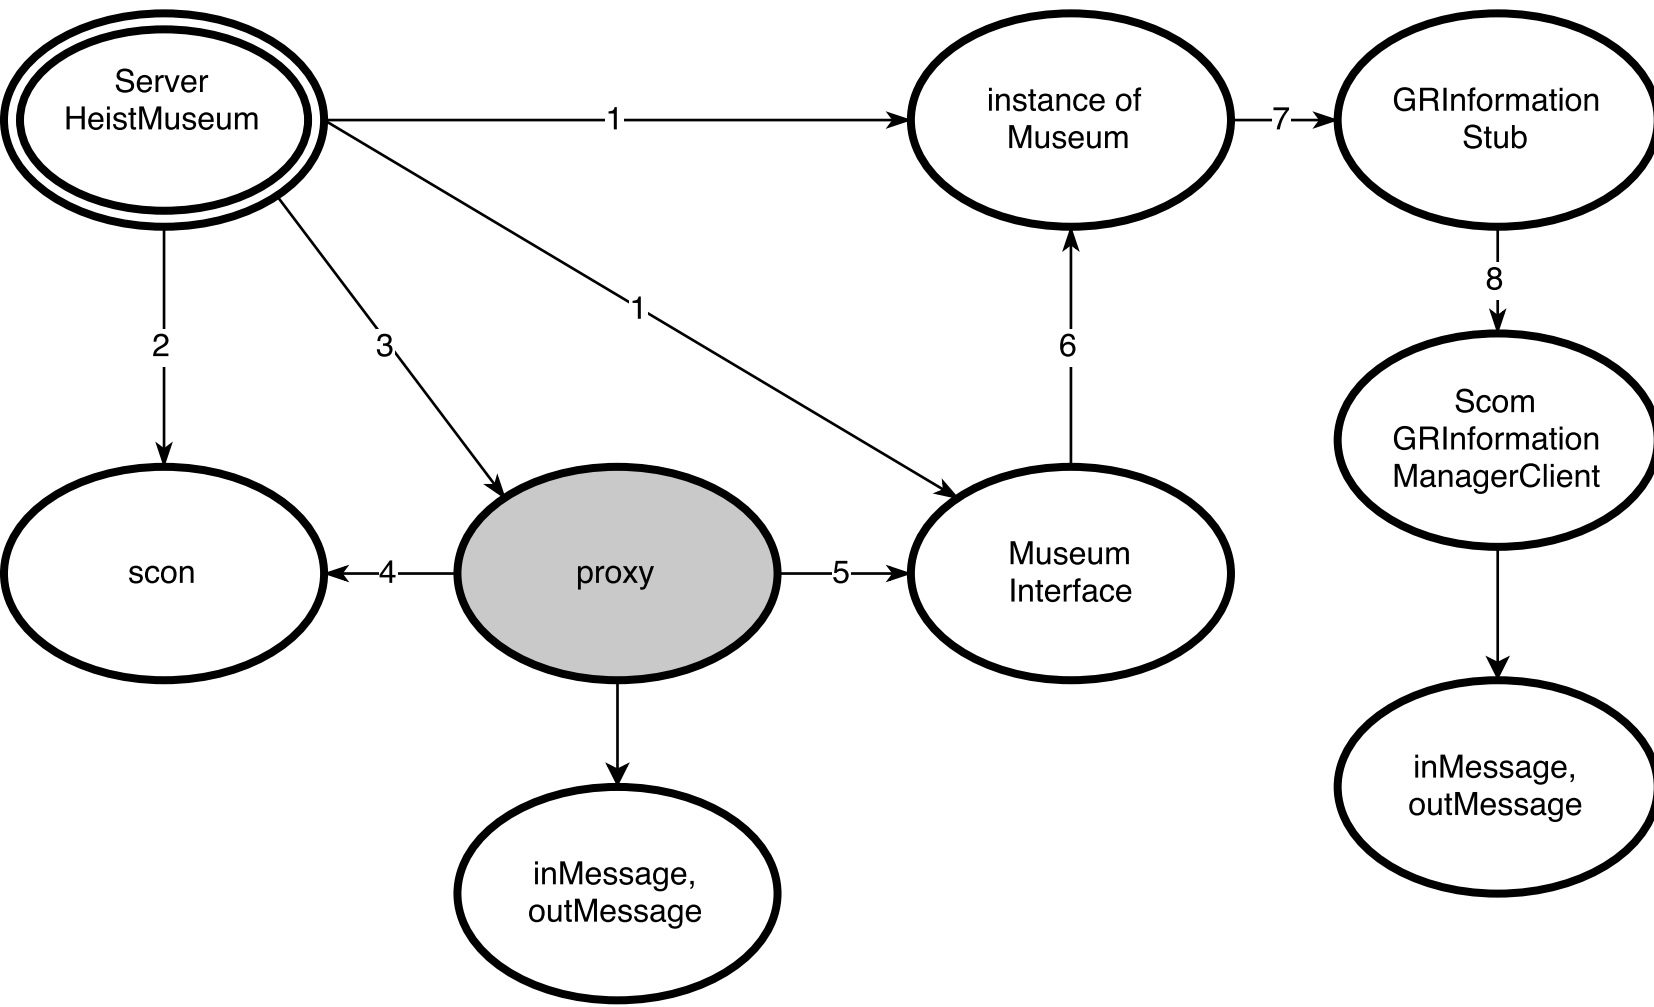 Server
HeistMuseum
1
instance of
Museum
7
GRInformation
Stub
8
2
3
1
6
Scom
GRInformation
ManagerClient
scon
4
proxy
5
Museum
Interface
inMessage,
outMessage
inMessage,
outMessage